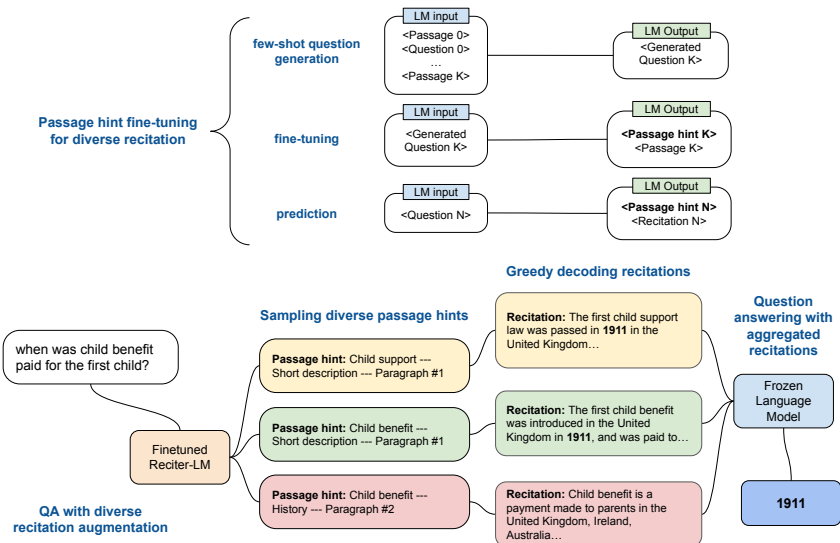 Passage hint fine-tuning
for diverse recitation
few-shot question
generation
LM input
<Passage 0>
<Question 0>
...
<Passage K>
LM Output
<Generated
Question K>
fine-tuning
LM input
<Generated
Question K>
LM Output
<Passage hint K>
<Passage K>
prediction
LM input
<Question N>
LM Output
<Passage hint N>
<Recitation N>
when was child benefit
paid for the first child?
Finetuned
Reciter-LM
QA with diverse
recitation augmentation
Sampling diverse passage hints
Passage hint: Child support ---
Short description --- Paragraph #1
Passage hint: Child benefit ---
Short description --- Paragraph #1
Passage hint: Child benefit ---
History --- Paragraph #2
Greedy decoding recitations
Recitation: The first child support
law was passed in 1911 in the
United Kingdom...
Recitation: The first child benefit
was introduced in the United
Kingdom in 1911, and was paid to...
Recitation: Child benefit is a
payment made to parents in the
United Kingdom, Ireland,
Australia...
Question
answering with
aggregated
recitations
Frozen
Language
Model
1911